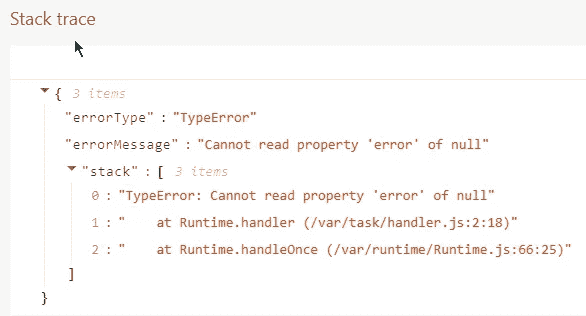 Stack trace
{ 3 items
"errorType" : "TypeError"
"errorMessage" : "Cannot read property 'error' of null"
"stack" : [ 3 items
0 : "TypeError: Cannot read property 'error' of null"
1 : "    at Runtime.handler (/var/task/handler.js:2:18)"
2 : "    at Runtime.handleOnce (/var/runtime/Runtime.js:66:25)"
]
}